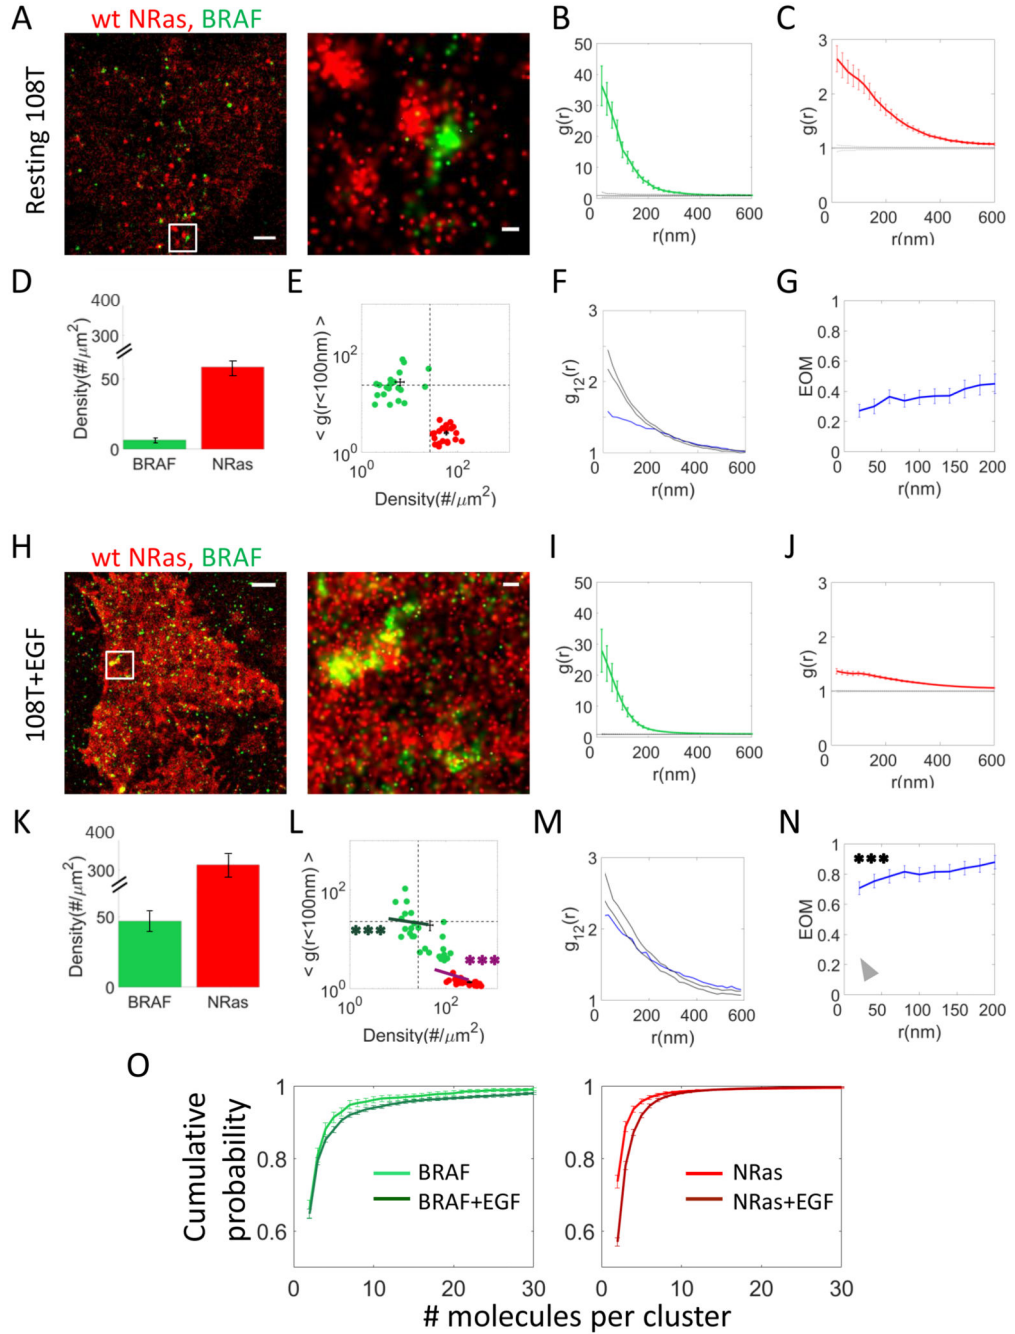 A
wt NRas, BRAF
Resting 108T
B
50
40
30
20
10
0
g(r)
0 200 400 600
r(nm)
C
3
2
1
0
g(r)
0 200 400 600
r(nm)
D
400
300
50
0
Density(#/μm²)
BRAF NRas
E
< g(r<100nm) >
10²
10⁰
10⁰ 10²
Density(#/μm²)
F
3
2
1
g₁₂(r)
0 200 400 600
r(nm)
G
1
0.8
0.6
0.4
0.2
0
EOM
50 100 150 200
r(nm)
H
wt NRas, BRAF
108T+EGF
I
50
40
30
20
10
0
g(r)
0 200 400 600
r(nm)
J
3
2
1
0
g(r)
0 200 400 600
r(nm)
K
400
300
50
0
Density(#/μm²)
BRAF NRas
L
< g(r<100nm) >
10²
10⁰
***
***
10⁰ 10²
Density(#/μm²)
M
3
2
1
g₁₂(r)
0 200 400 600
r(nm)
N
1
0.8
0.6
0.4
0.2
0
EOM
***
50 100 150 200
r(nm)
O
Cumulative
probability
1
0.8
0.6
BRAF
BRAF+EGF
0 10 20 30
1
0.8
0.6
NRas
NRas+EGF
0 10 20 30
# molecules per cluster